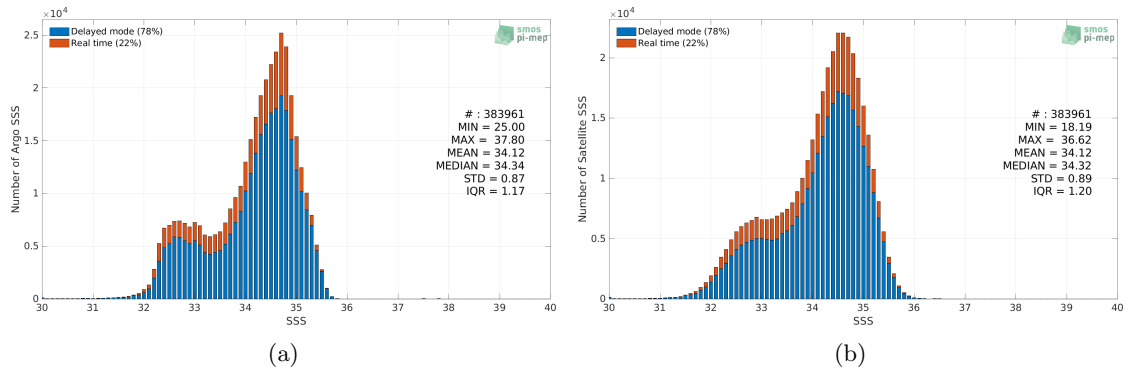 ×10⁴
2.5
2
1.5
1
0.5
0
Number of Argo SSS
Delayed mode (78%)
Real time (22%)
smos
pi-mep
# : 383961
MIN = 25.00
MAX = 37.80
MEAN = 34.12
MEDIAN = 34.34
STD = 0.87
IQR = 1.17
30 31 32 33 34 35 36 37 38 39 40
SSS
(a)
×10⁴
2
1.5
1
0.5
0
Number of Satellite SSS
Delayed mode (78%)
Real time (22%)
smos
pi-mep
# : 383961
MIN = 18.19
MAX = 36.62
MEAN = 34.12
MEDIAN = 34.32
STD = 0.89
IQR = 1.20
30 31 32 33 34 35 36 37 38 39 40
SSS
(b)